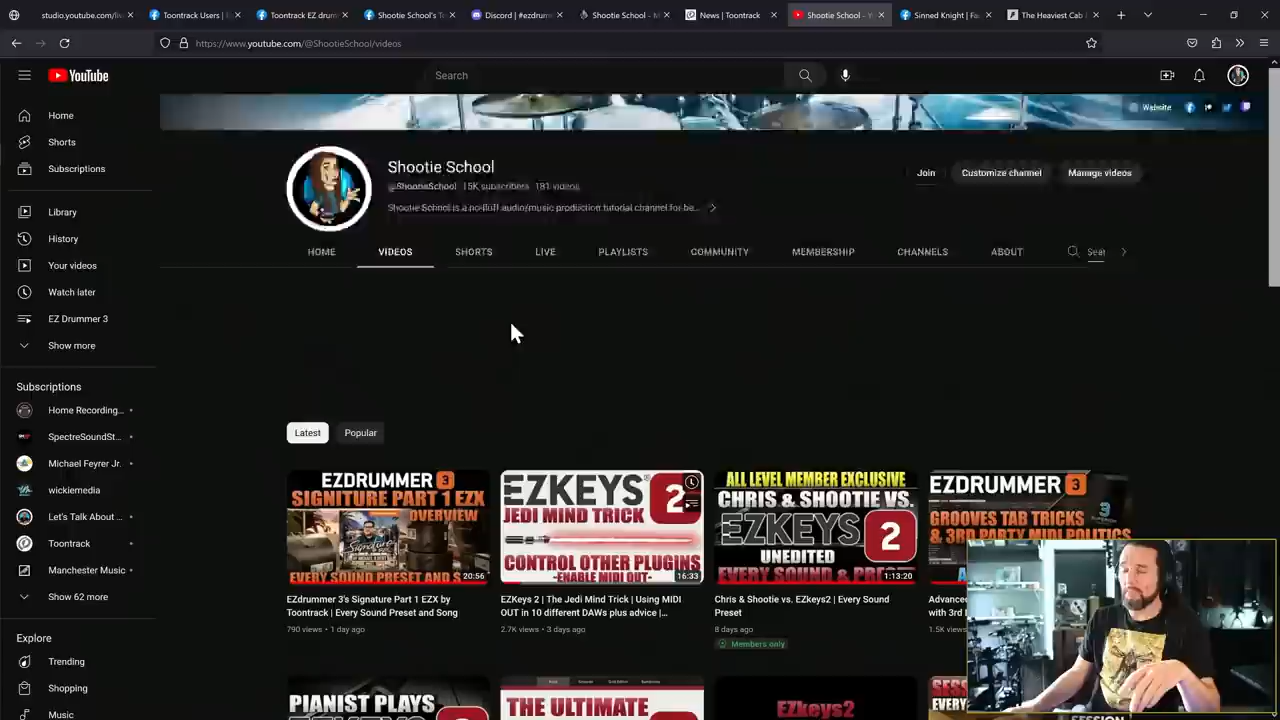 studio.youtube.com/liv
Toontrack Users | E
Toontrack EZ drum
Shootie School's T
Discord | #ezdrum
Shootie School - M
News | Toontrack
Shootie School - Y
Sinned Knight | Fa
The Heaviest Cab I
https://www.youtube.com/@ShootieSchool/videos
YouTube
Search
Website
Home
Shorts
Subscriptions
Library
History
Your videos
Watch later
EZ Drummer 3
Show more
Subscriptions
Home Recording...
SpectreSoundSt...
Michael Feyrer Jr.
wickiemedia
Let's Talk About ...
Toontrack
Manchester Music
Show 62 more
Explore
Trending
Shopping
Music
Shootie School
@ShootieSchool 15K subscribers 181 videos
Shootie School is a no-fluff audio/music production tutorial channel for be...
Join
Customize channel
Manage videos
HOME
VIDEOS
SHORTS
LIVE
PLAYLISTS
COMMUNITY
MEMBERSHIP
CHANNELS
ABOUT
Sear
Latest
Popular
EZDRUMMER 3
SIGNITURE PART 1 EZX
OVERVIEW
Signature
EVERY SOUND PRESET AND S
20:56
EZdrummer 3's Signature Part 1 EZX by
Toontrack | Every Sound Preset and Song
790 views • 1 day ago
EZKEYS 2
JEDI MIND TRICK
CONTROL OTHER PLUGINS
-ENABLE MIDI OUT-
16:33
EZKeys 2 | The Jedi Mind Trick | Using MIDI
OUT in 10 different DAWs plus advice |...
2.7K views • 3 days ago
ALL LEVEL MEMBER EXCLUSIVE
CHRIS & SHOOTIE VS.
EZKEYS 2
UNEDITED
EVERY SOUND & PRE
1:13:20
Chris & Shootie vs. EZkeys2 | Every Sound
Preset
8 days ago
Members only
EZDRUMMER 3
GROOVES TAB TRICKS
& 3RD PARTY MIDI POLITICS
Advanced
with 3rd
1.5K views
PIANIST PLAYS
THE ULTIMATE
EZkeys2
SESSION